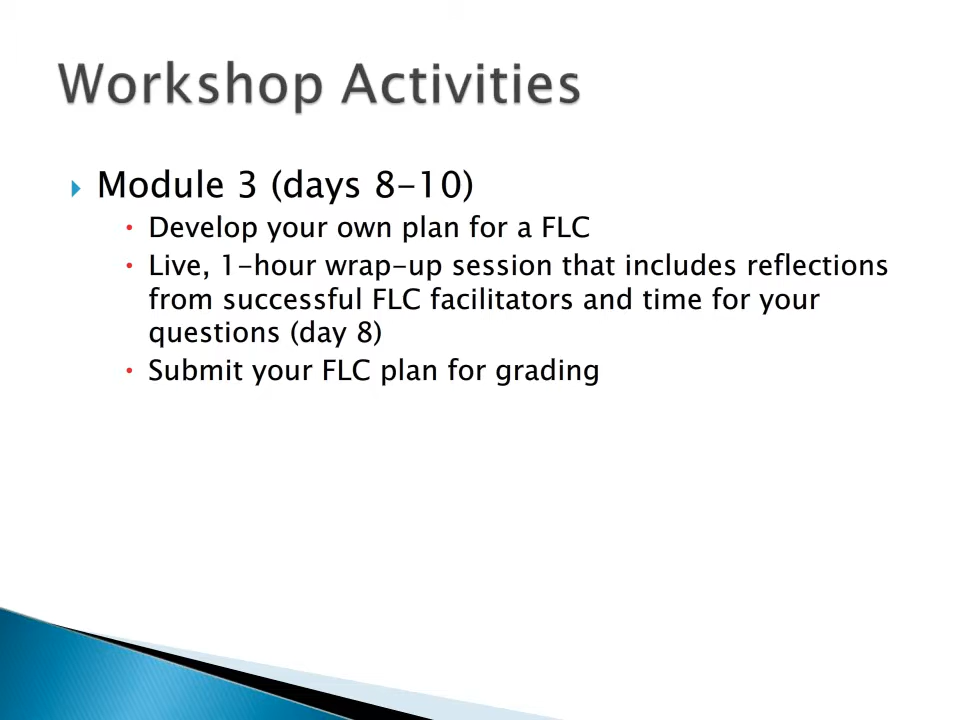 Workshop Activities
Module 3 (days 8-10)
Develop your own plan for a FLC
Live, 1-hour wrap-up session that includes reflections
from successful FLC facilitators and time for your
questions (day 8)
Submit your FLC plan for grading